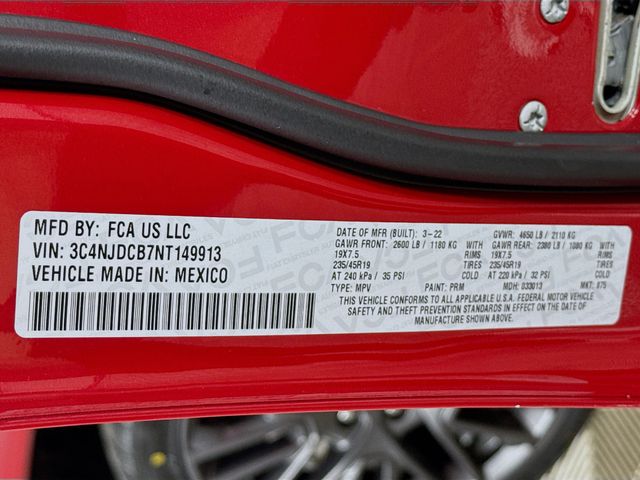 MFD BY: FCA US LLC
VIN: 3C4NJDCB7NT149913
VEHICLE MADE IN: MEXICO
DATE OF MFR (BUILT): 3-22 GVWR: 4650 LB / 2110 KG
GAWR FRONT: 2600 LB / 1180 KG WITH GAWR REAR: 2380 LB / 1080 KG WITH
19X7.5 RIMS 19X7.5 RIMS
235/45R19 TIRES 235/45R19 TIRES
AT 240 kPa / 35 PSI COLD AT 220 kPa / 32 PSI COLD
TYPE: MPV PAINT: PRM MDH: 033013 MKT: 875
THIS VEHICLE CONFORMS TO ALL APPLICABLE U.S.A. FEDERAL MOTOR VEHICLE
SAFETY AND THEFT PREVENTION STANDARDS IN EFFECT ON THE DATE OF
MANUFACTURE SHOWN ABOVE.